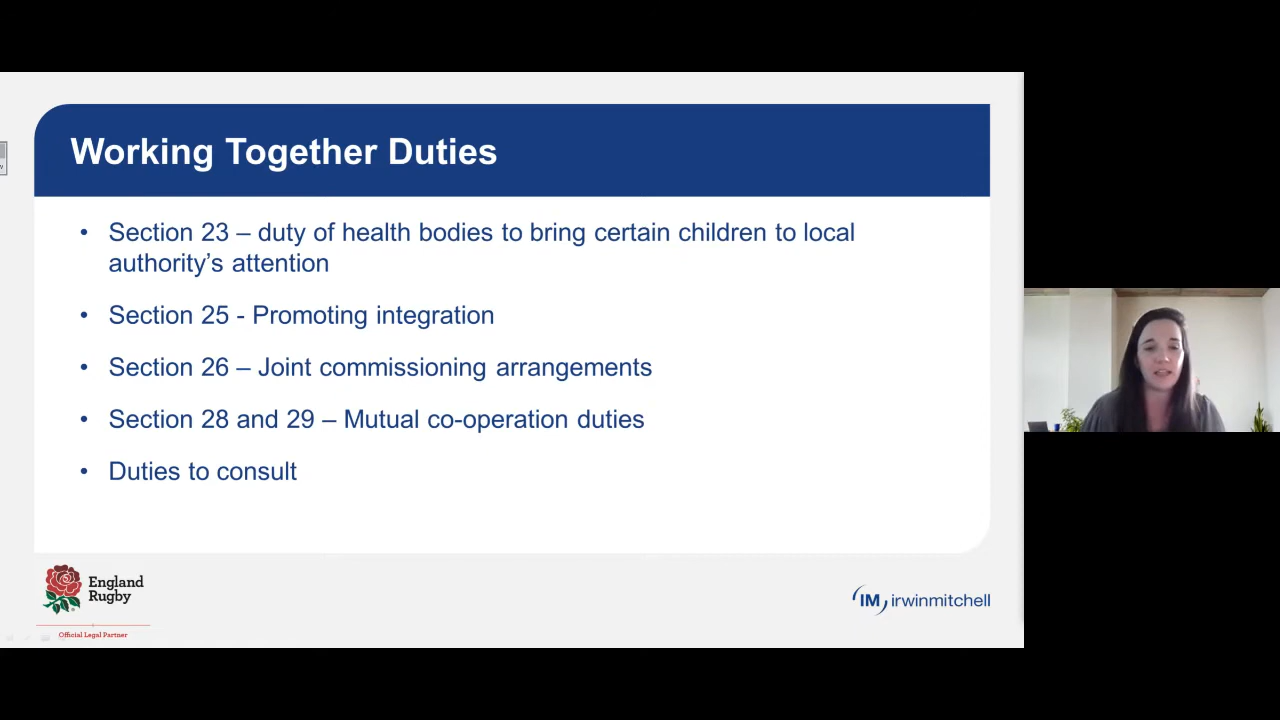 Working Together Duties
• Section 23 – duty of health bodies to bring certain children to local
authority’s attention
• Section 25 - Promoting integration
• Section 26 – Joint commissioning arrangements
• Section 28 and 29 – Mutual co-operation duties
• Duties to consult
England
Rugby
Official Legal Partner
IM irwinmitchell